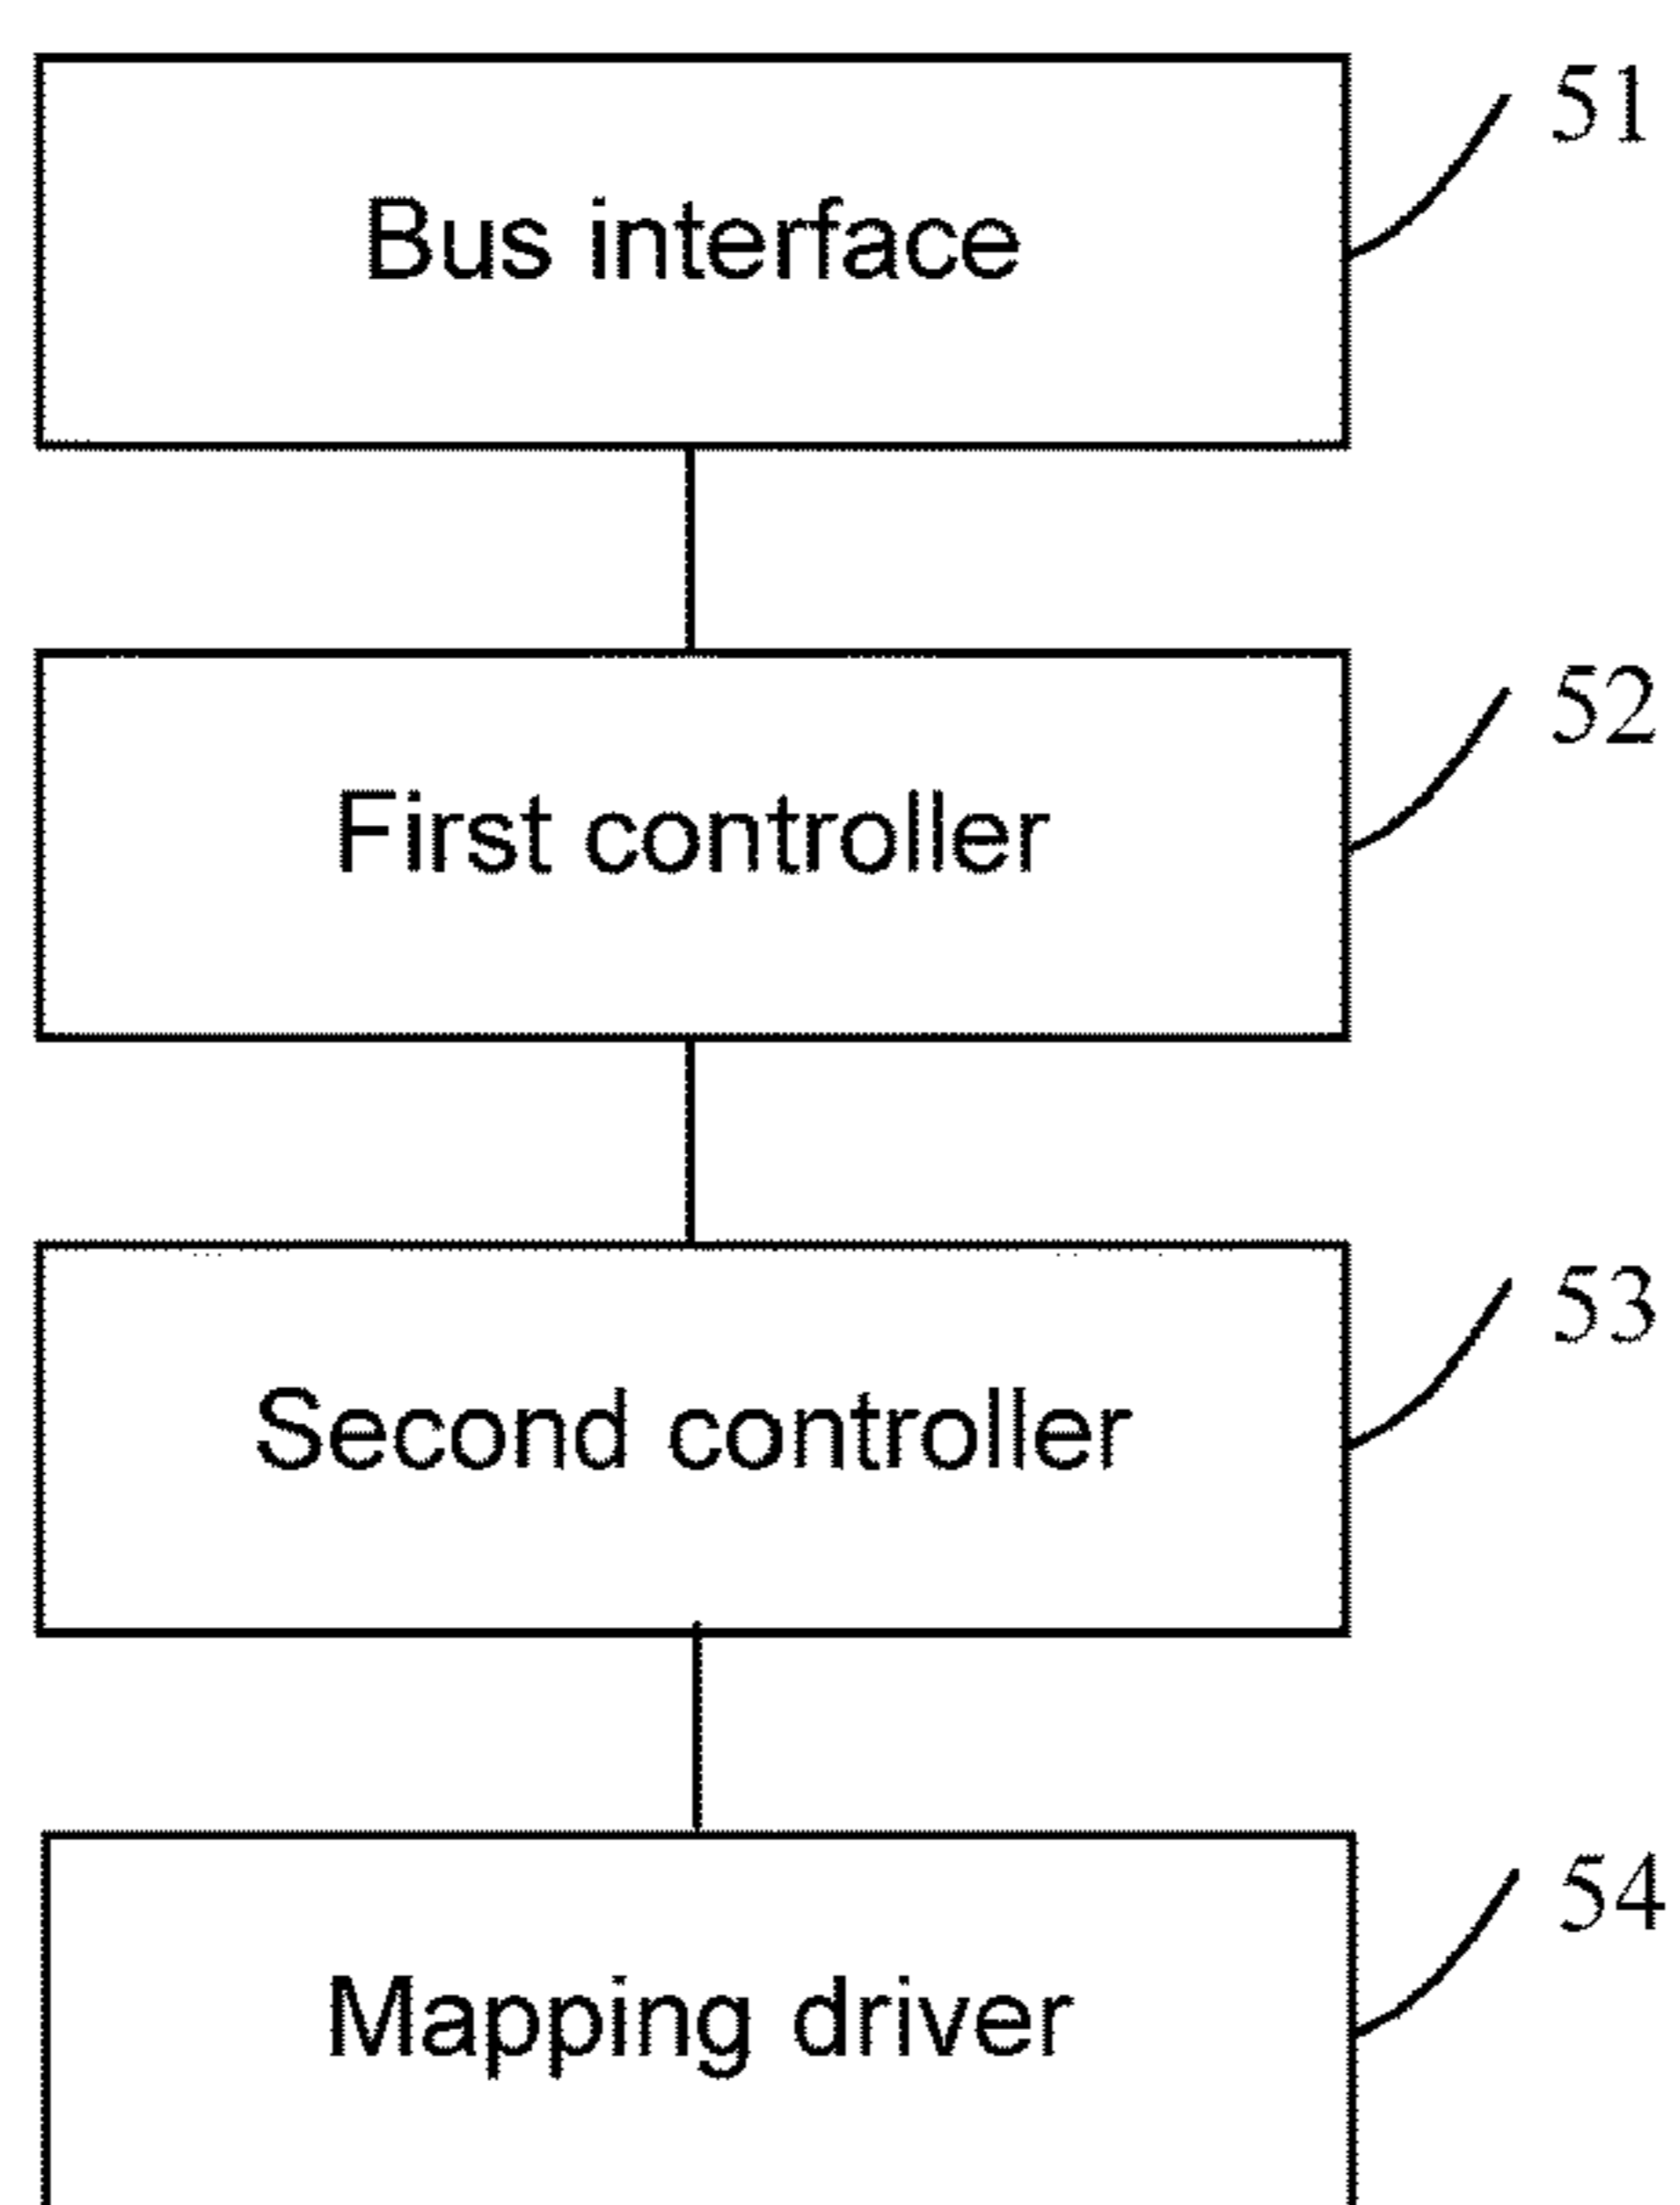 Bus interface
51
First controller
52
Second controller
53
Mapping driver
54